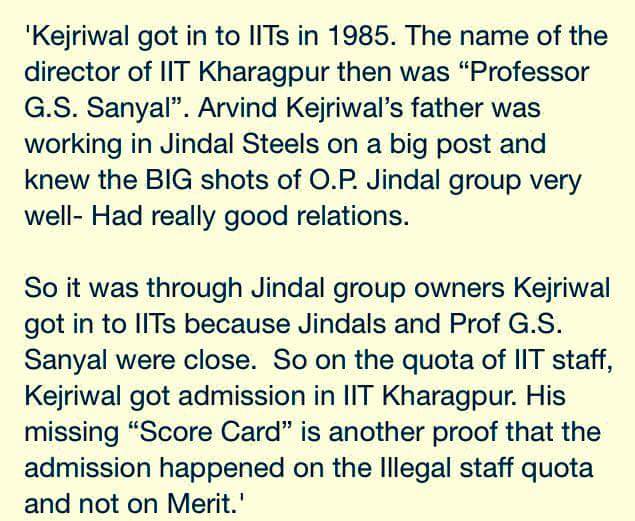 'Kejriwal got in to IITs in 1985. The name of the
director of IIT Kharagpur then was “Professor
G.S. Sanyal”. Arvind Kejriwal’s father was
working in Jindal Steels on a big post and
knew the BIG shots of O.P. Jindal group very
well- Had really good relations.

So it was through Jindal group owners Kejriwal
got in to IITs because Jindals and Prof G.S.
Sanyal were close.  So on the quota of IIT staff,
Kejriwal got admission in IIT Kharagpur. His
missing “Score Card” is another proof that the
admission happened on the Illegal staff quota
and not on Merit.'